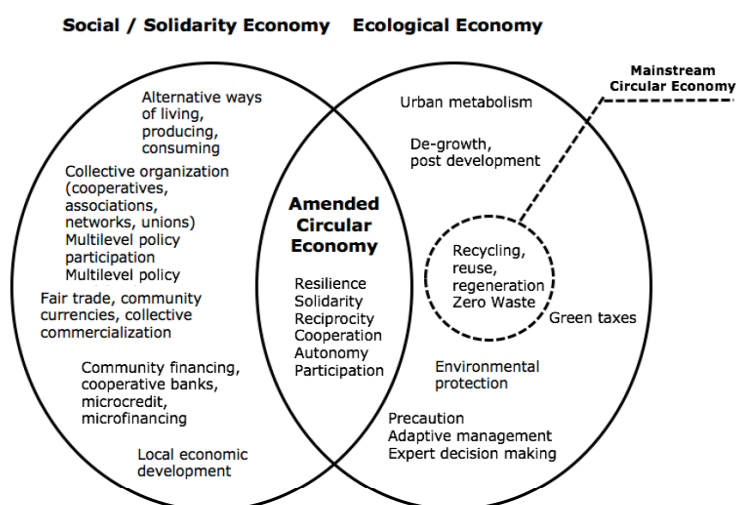 Social / Solidarity Economy
Ecological Economy
Mainstream
Circular Economy
Alternative ways
of living,
producing,
consuming
Collective organization
(cooperatives,
associations,
networks, unions)
Multilevel policy
participation
Multilevel policy
Fair trade, community
currencies, collective
commercialization
Community financing,
cooperative banks,
microcredit,
microfinancing
Local economic
development
Amended
Circular
Economy
Resilience
Solidarity
Reciprocity
Cooperation
Autonomy
Participation
Urban metabolism
De-growth,
post development
Recycling,
reuse,
regeneration
Zero Waste
Green taxes
Environmental
protection
Precaution
Adaptive management
Expert decision making